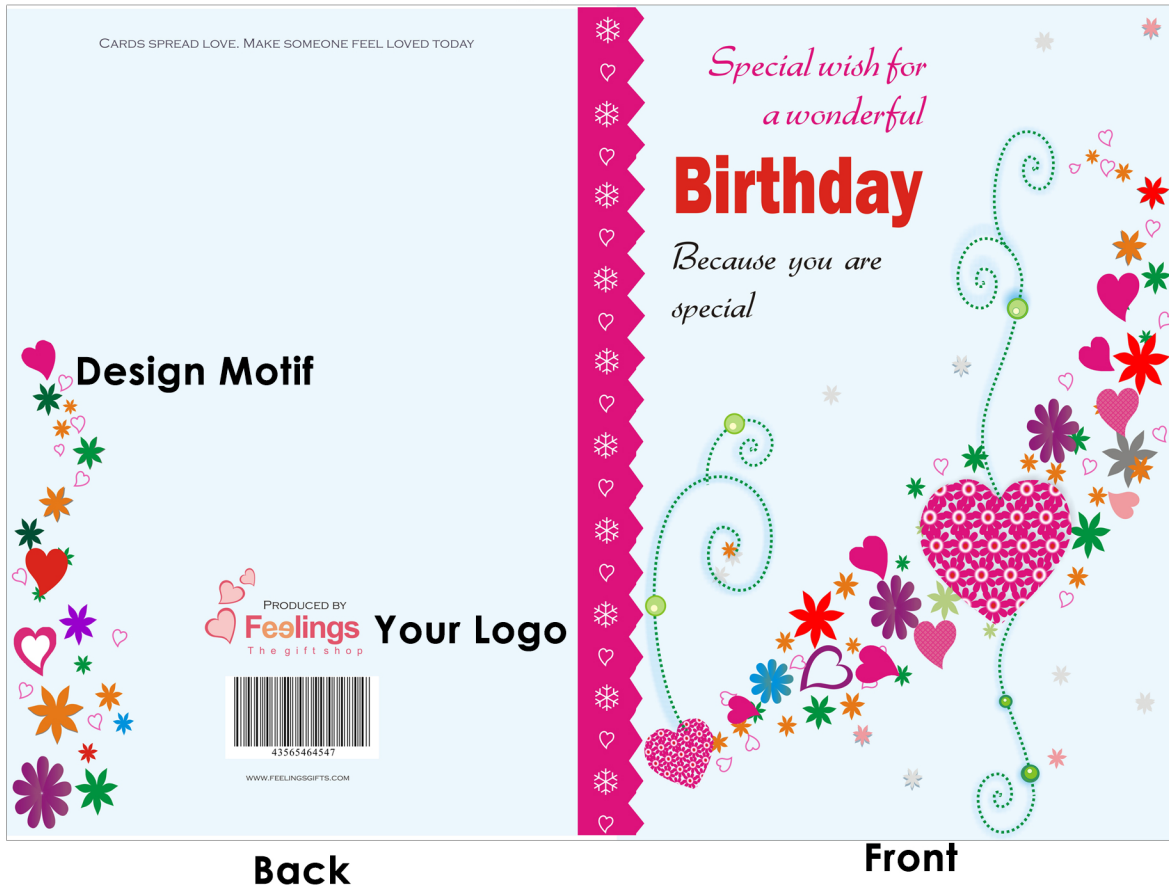 CARDS SPREAD LOVE. MAKE SOMEONE FEEL LOVED TODAY
Design Motif
PRODUCED BY
Feelings
The gift shop
Your Logo
43565464547
WWW.FEELINGSGIFTS.COM
Back
Special wish for
a wonderful
Birthday
Because you are
special
Front